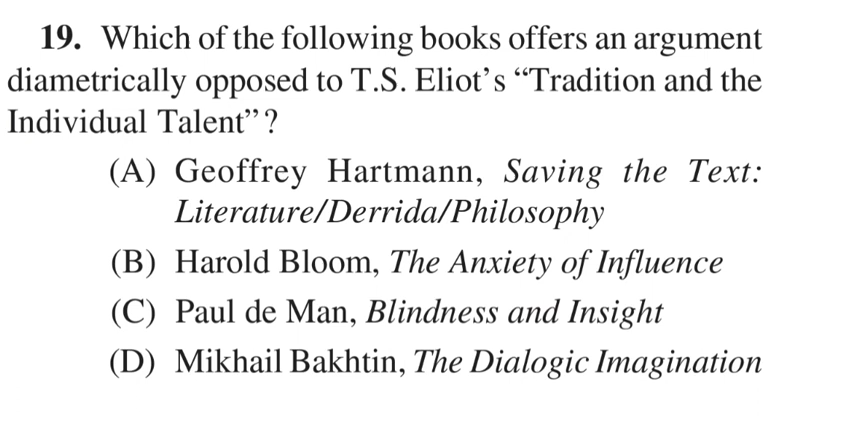 19. Which of the following books offers an argument
diametrically opposed to T.S. Eliot’s “Tradition and the
Individual Talent”?
(A) Geoffrey Hartmann, Saving the Text:
Literature/Derrida/Philosophy
(B) Harold Bloom, The Anxiety of Influence
(C) Paul de Man, Blindness and Insight
(D) Mikhail Bakhtin, The Dialogic Imagination